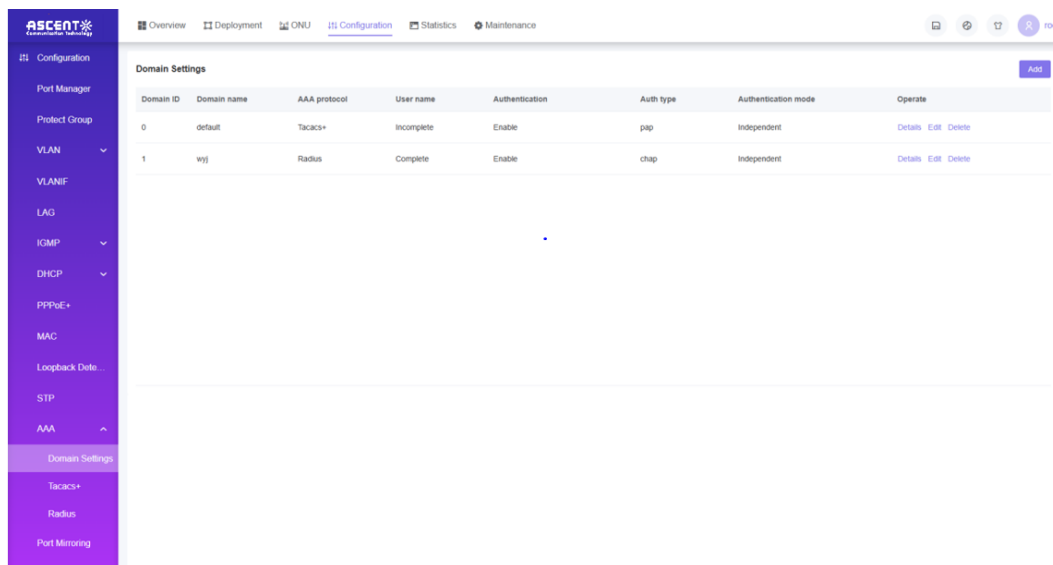 ASCENT
Communication Technology
Overview Deployment ONU Configuration Statistics Maintenance
Configuration
Port Manager
Protect Group
VLAN
VLANIF
LAG
IGMP
DHCP
PPPoE+
MAC
Loopback Dete...
STP
AAA
Domain Settings
Tacacs+
Radius
Port Mirroring
Domain Settings
Add
Domain ID Domain name AAA protocol User name Authentication Auth type Authentication mode Operate
0 default Tacacs+ Incomplete Enable pap Independent Details Edit Delete
1 wyj Radius Complete Enable chap Independent Details Edit Delete